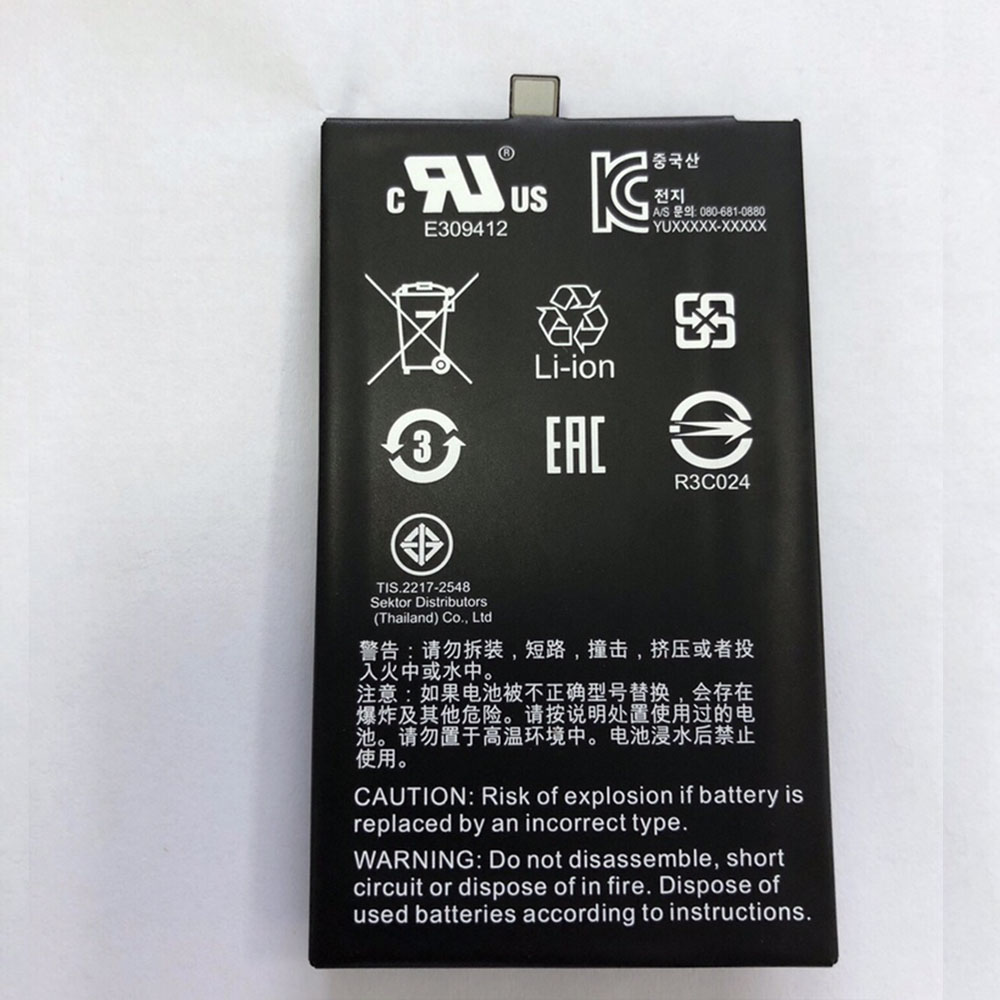 C RU US ®
E309412
KC 중국산
전지
A/S 문의: 080-681-0880
YUXXXXX-XXXXX
Li-ion
3
EAC
R3C024
TIS.2217-2548
Sektor Distributors
(Thailand) Co., Ltd
警告：请勿拆装，短路，撞击，挤压或者投
入火中或水中。
注意：如果电池被不正确型号替换，会存在
爆炸及其他危险。请按说明处置使用过的电
池。请勿置于高温环境中。电池浸水后禁止
使用。
CAUTION: Risk of explosion if battery is
replaced by an incorrect type.
WARNING: Do not disassemble, short
circuit or dispose of in fire. Dispose of
used batteries according to instructions.